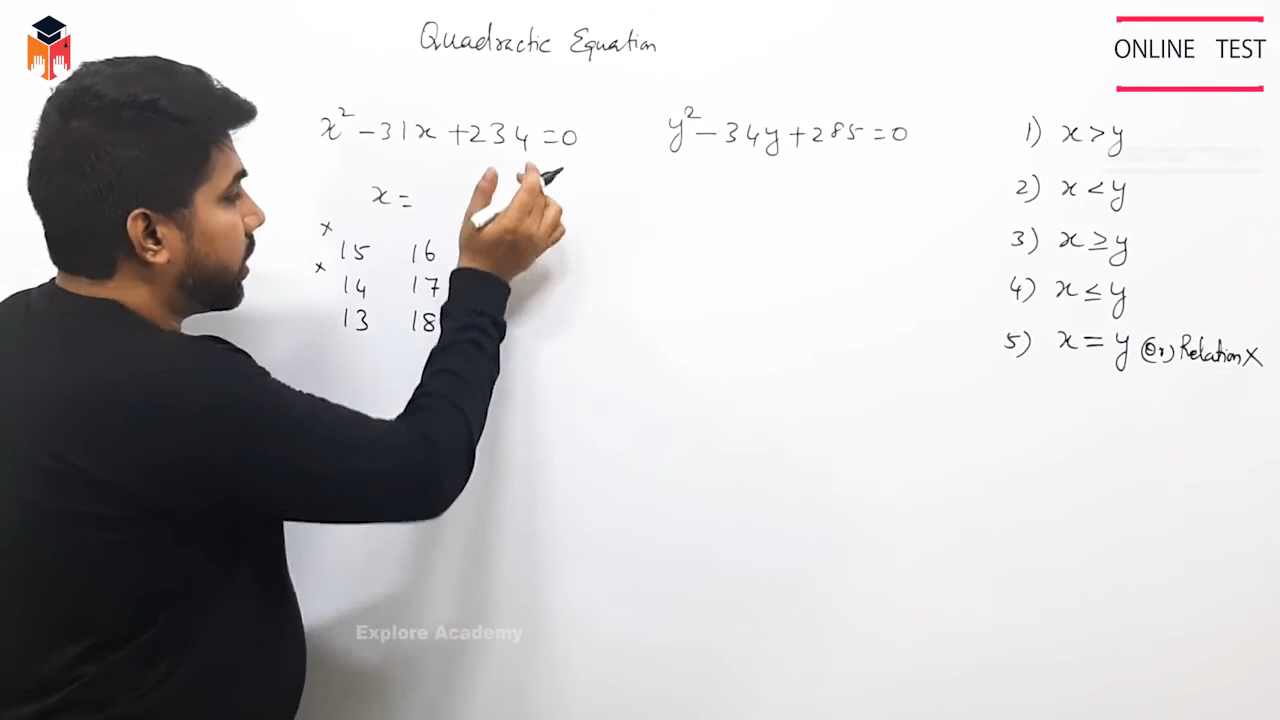 Quadractic Equation
ONLINE TEST
x² - 31x + 234 = 0
y² - 34y + 285 = 0
x =
x
15 16
x
14 17
13 18
1) x > y
2) x < y
3) x ≥ y
4) x ≤ y
5) x = y (or) Relation X
Explore Academy